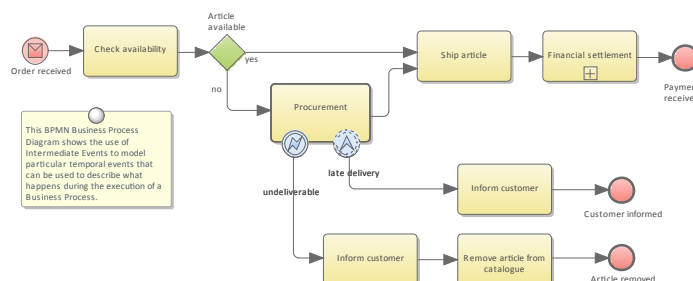 Article
available
Check availability
yes
Ship article
Financial settlement
Order received
Payment
receive
no
Procurement
This BPMN Business Process
Diagram shows the use of
Intermediate Events to model
particular temporal events that
can be used to describe what
happens during the execution of a
Business Process.
late delivery
undeliverable
Inform customer
Customer informed
Inform customer
Remove article from
catalogue
Article removed